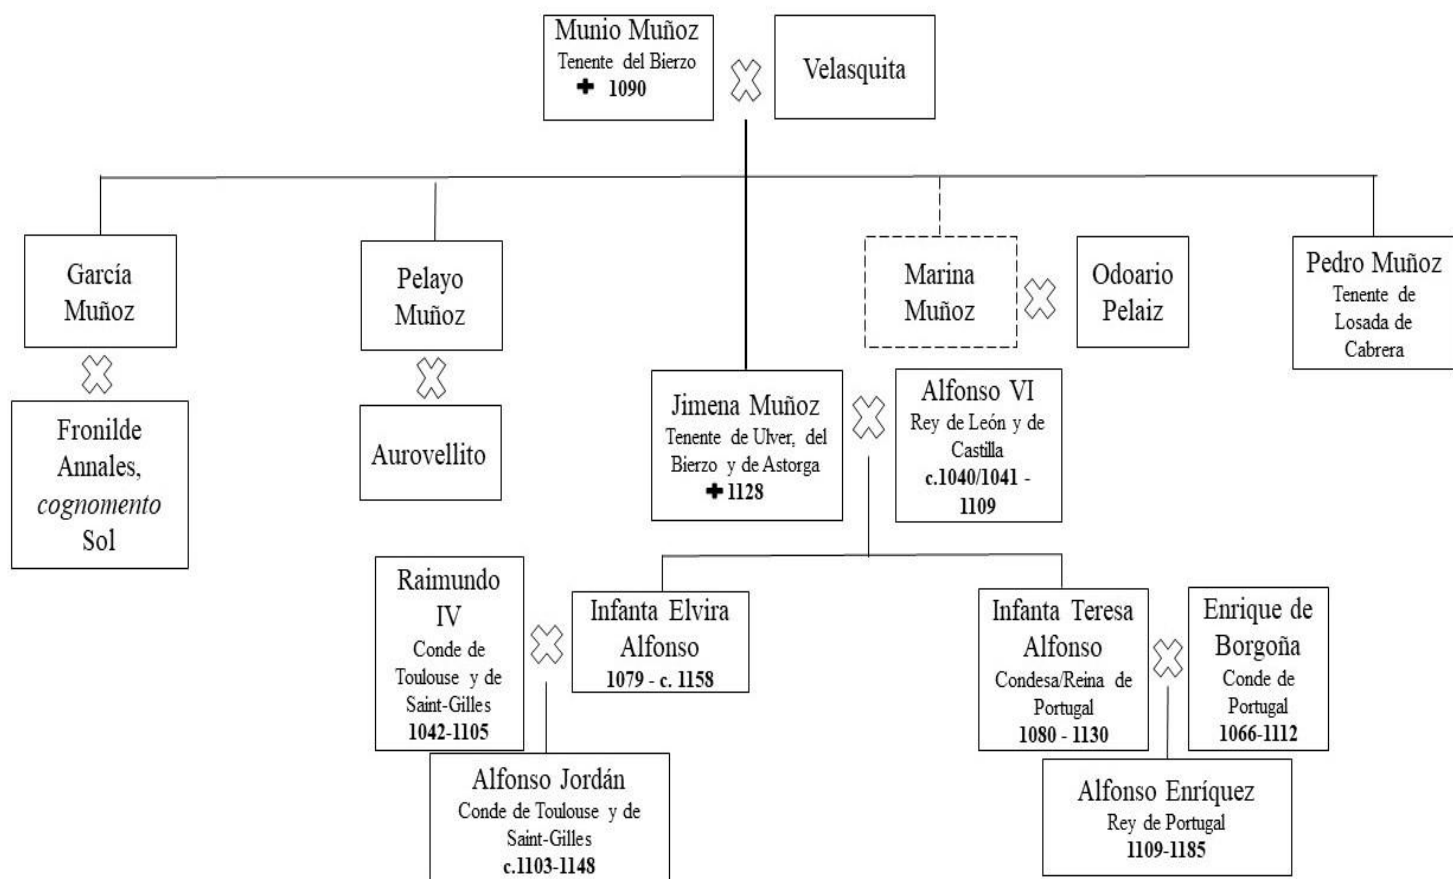 Munio Muñoz
Tenente del Bierzo
✚ 1090
Velasquita
García
Muñoz
Pelayo
Muñoz
Marina
Muñoz
Odoario
Pelaiz
Pedro Muñoz
Tenente de
Losada de
Cabrera
Fronilde
Annales,
cognomento
Sol
Aurovellito
Jimena Muñoz
Tenente de Ulver, del
Bierzo y de Astorga
✚ 1128
Alfonso VI
Rey de León y de
Castilla
c.1040/1041 -
1109
Raimundo
IV
Conde de
Toulouse y de
Saint-Gilles
1042-1105
Infanta Elvira
Alfonso
1079 - c. 1158
Infanta Teresa
Alfonso
Condesa/Reina de
Portugal
1080 - 1130
Enrique de
Borgoña
Conde de
Portugal
1066-1112
Alfonso Jordán
Conde de Toulouse y de
Saint-Gilles
c.1103-1148
Alfonso Enríquez
Rey de Portugal
1109-1185